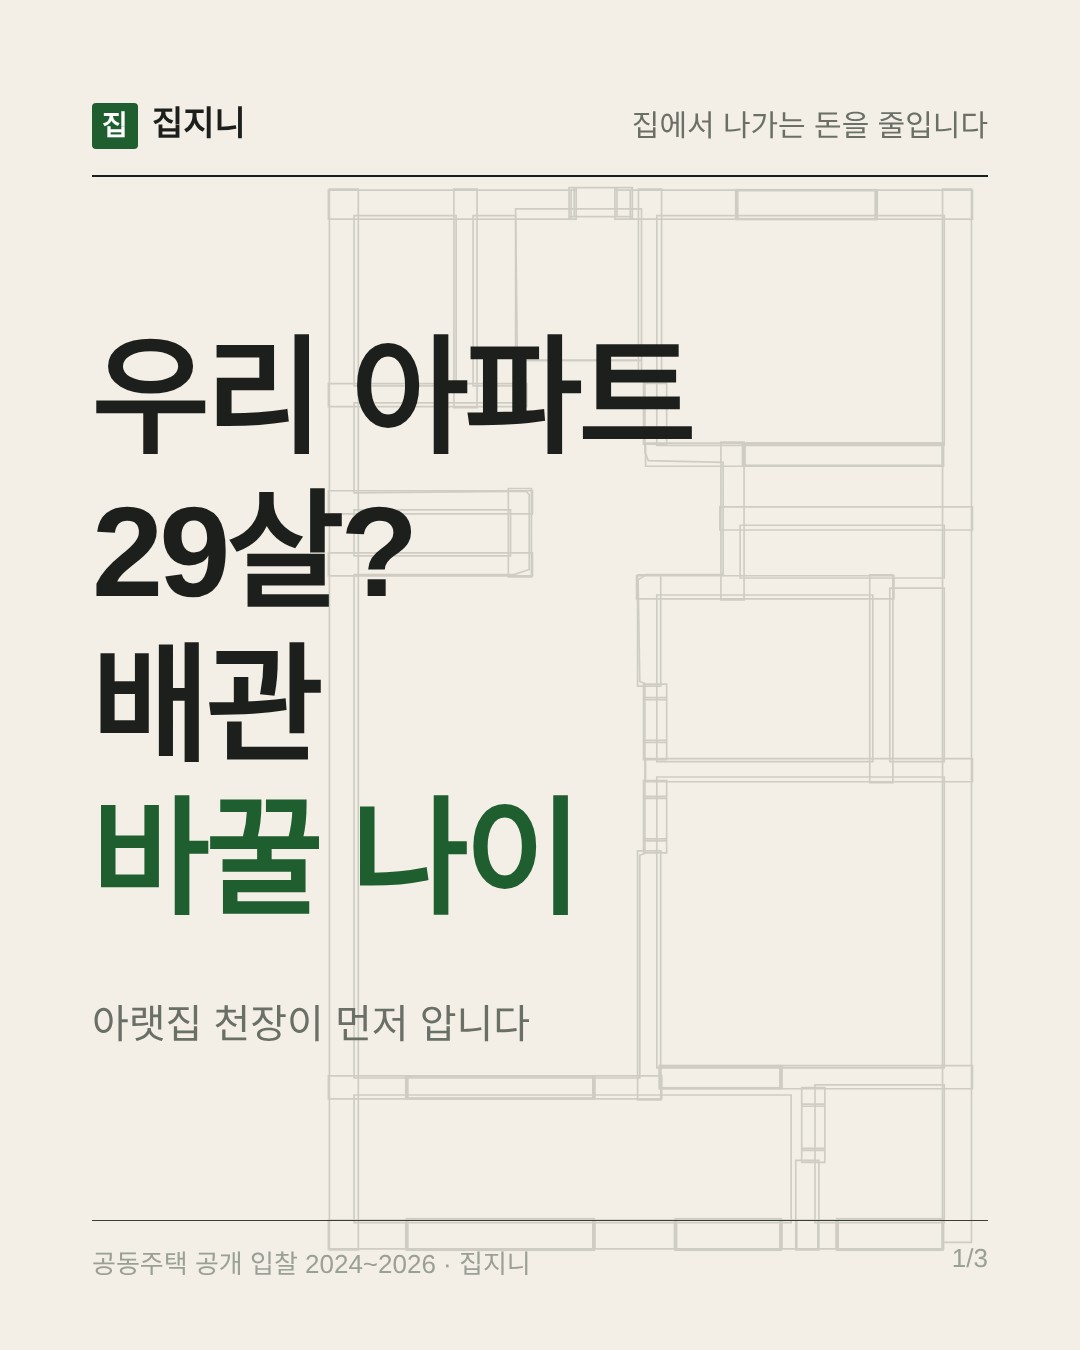 집 집지니
집에서 나가는 돈을 줄입니다
우리 아파트
29살?
배관
바꿀 나이
아랫집 천장이 먼저 압니다
공동주택 공개 입찰 2024~2026 · 집지니
1/3